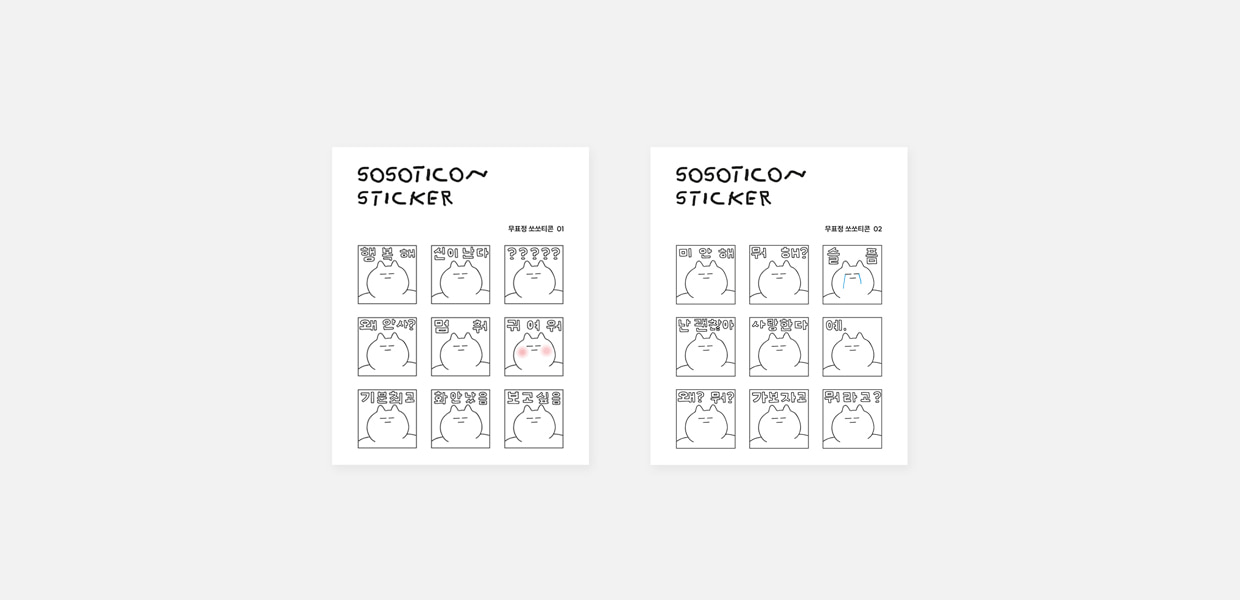 SOSOTICON
STICKER
무표정 쏘쏘티콘 01
행복해
신이난다
?????
왜 안사?
멈춰
귀여워
기분최고
화안났음
보고싶음
SOSOTICON
STICKER
무표정 쏘쏘티콘 02
미안해
뭐 해?
슬픔
난괜찮아
사랑한다
예.
왜? 뭐?
가보자고
뭐라고?